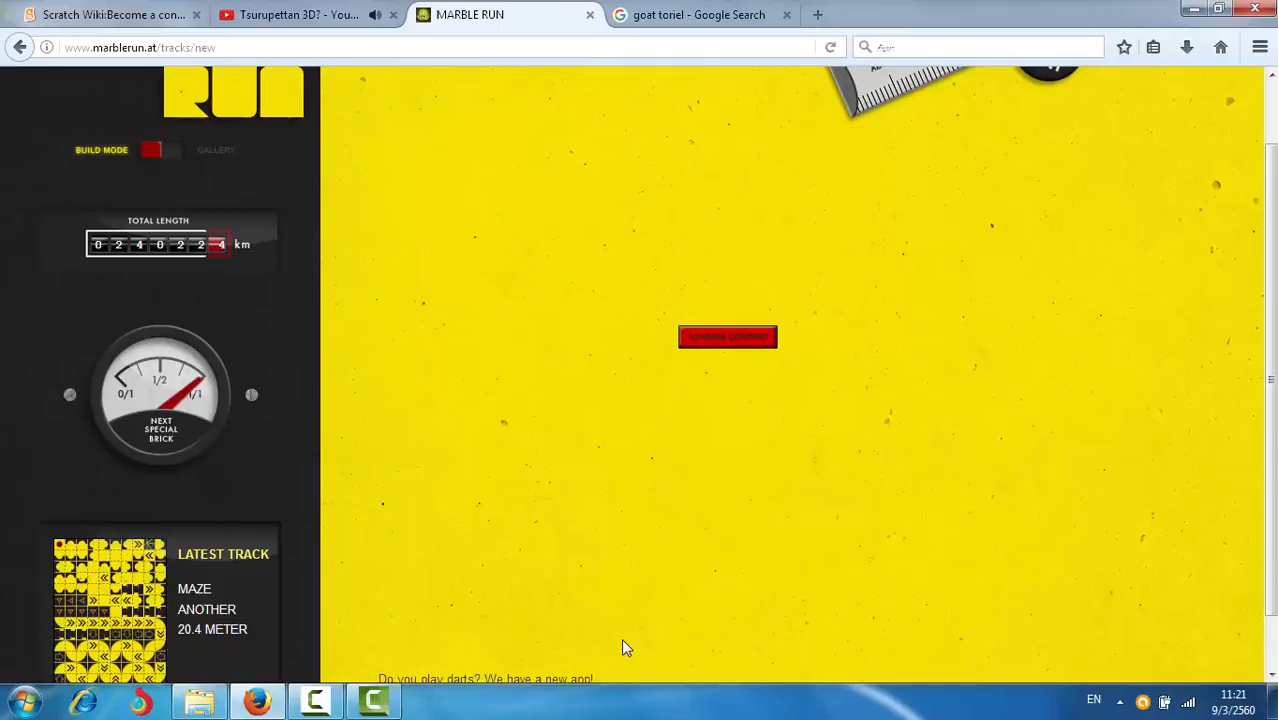 Scratch Wiki:Become a con...
Tsurupettan 3D? - You...
MARBLE RUN
goat toriel - Google Search
www.marblerun.at/tracks/new
RUN
BUILD MODE
GALLERY
TOTAL LENGTH
0 2 4 0 2 2 4 km
0/1
1/2
1/1
NEXT
SPECIAL
BRICK
LATEST TRACK
MAZE
ANOTHER
20.4 METER
Do you play darts? We have a new app!
EN
11:21
9/3/2560